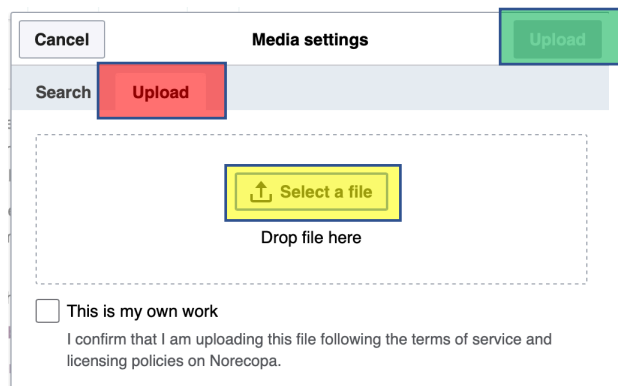 Cancel Media settings Upload
Search Upload
Select a file
Drop file here
This is my own work
I confirm that I am uploading this file following the terms of service and
licensing policies on Norecopa.